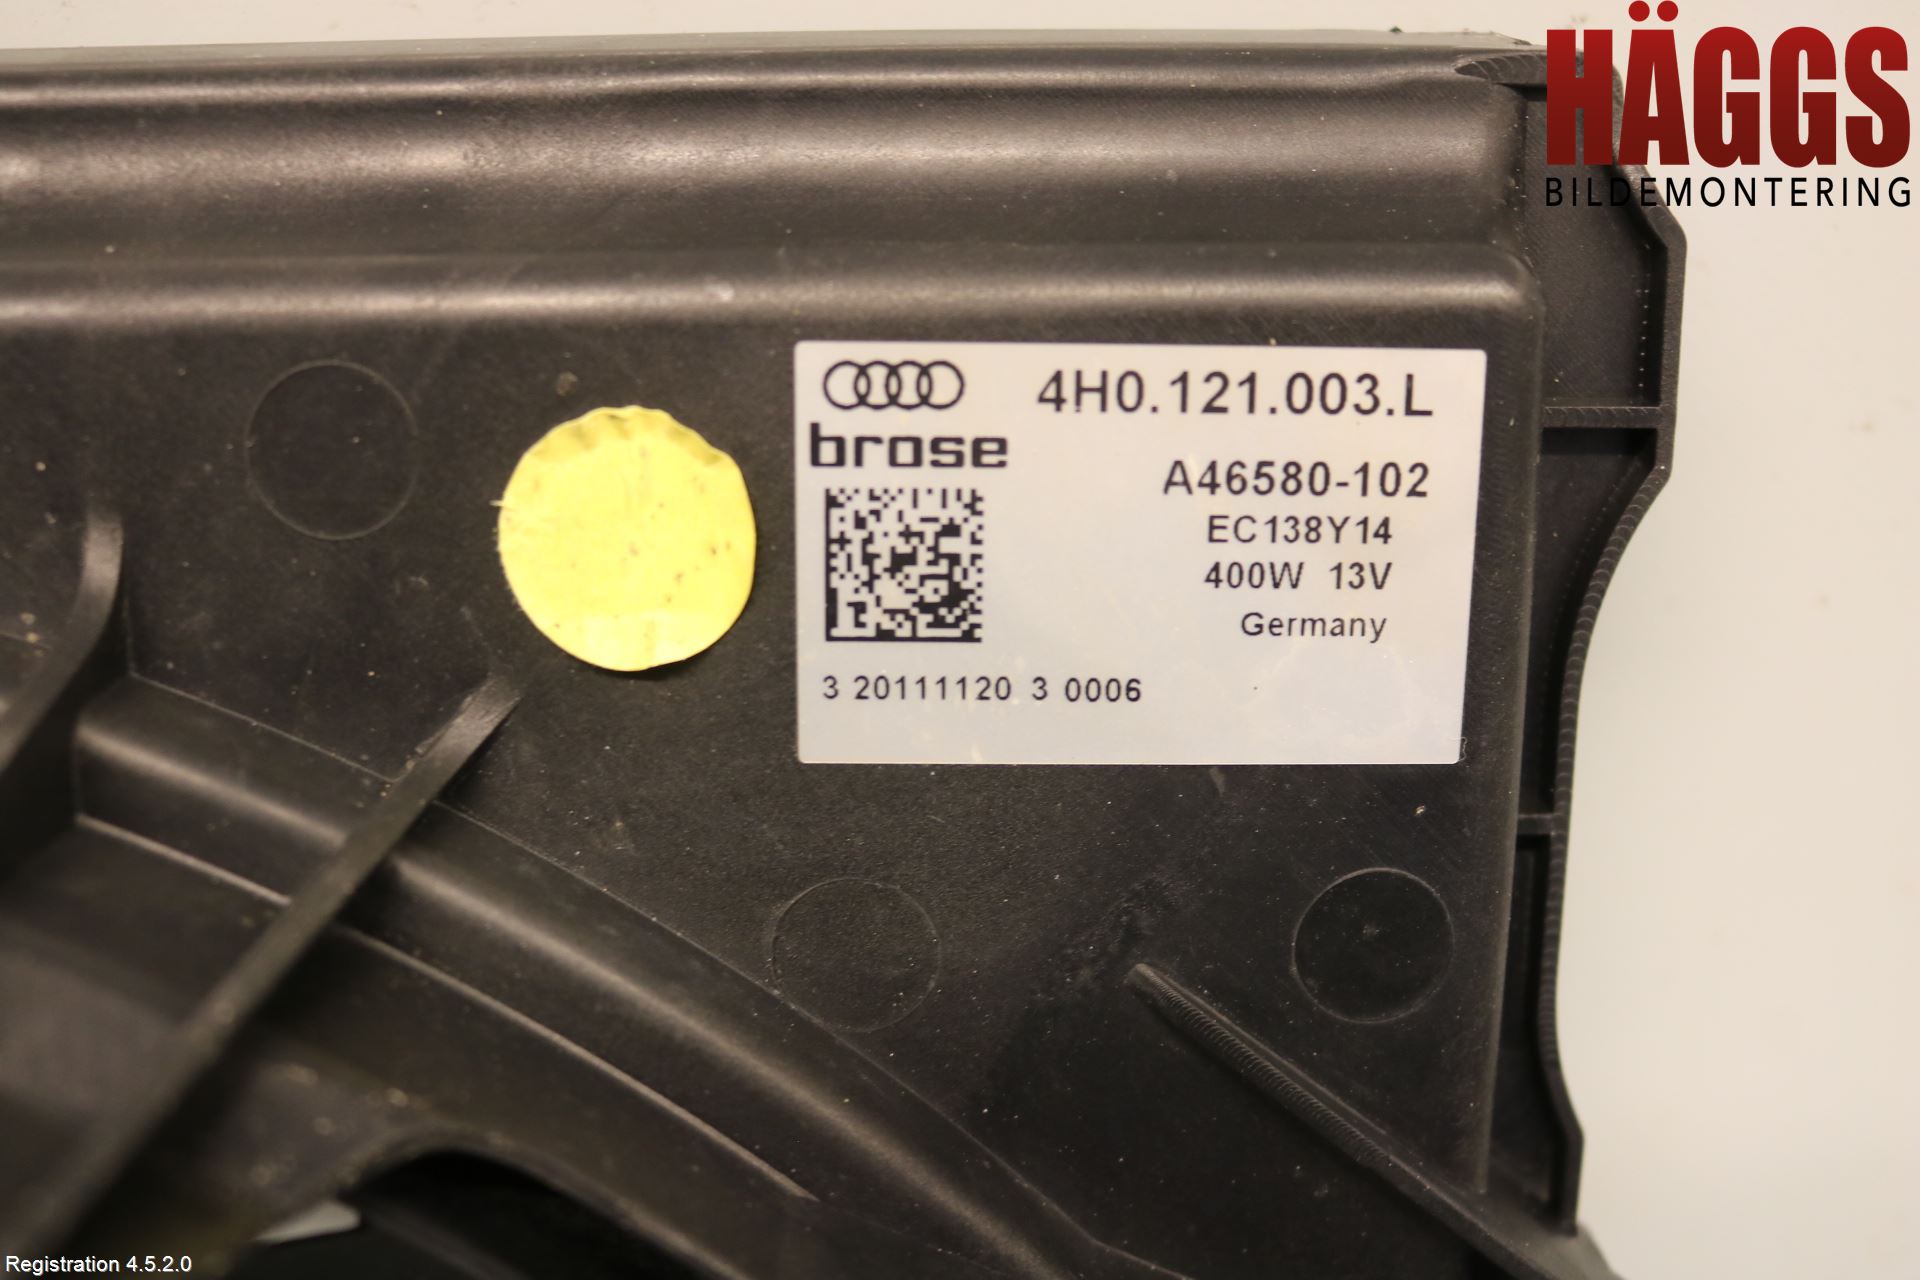 HÄGGS
BILDEMONTERING
4H0.121.003.L
brose
A46580-102
EC138Y14
400W 13V
Germany
3 20111120 3 0006
Registration 4.5.2.0